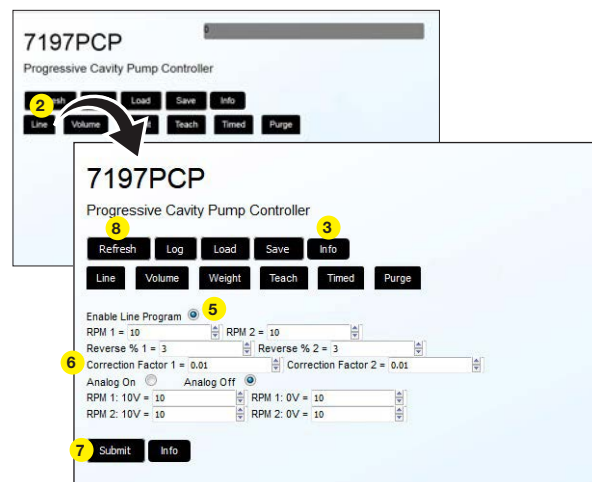 7197PCP
0
Progressive Cavity Pump Controller
2 sh Load Save Info
Line Volume Teach Timed Purge
7197PCP
Progressive Cavity Pump Controller
8 3
Refresh Log Load Save Info
Line Volume Weight Teach Timed Purge
Enable Line Program 5
RPM 1 = 10 RPM 2 = 10
Reverse % 1 = 3 Reverse % 2 = 3
6 Correction Factor 1 = 0.01 Correction Factor 2 = 0.01
Analog On Analog Off
RPM 1: 10V = 10 RPM 1: 0V = 10
RPM 2: 10V = 10 RPM 2: 0V = 10
7 Submit Info